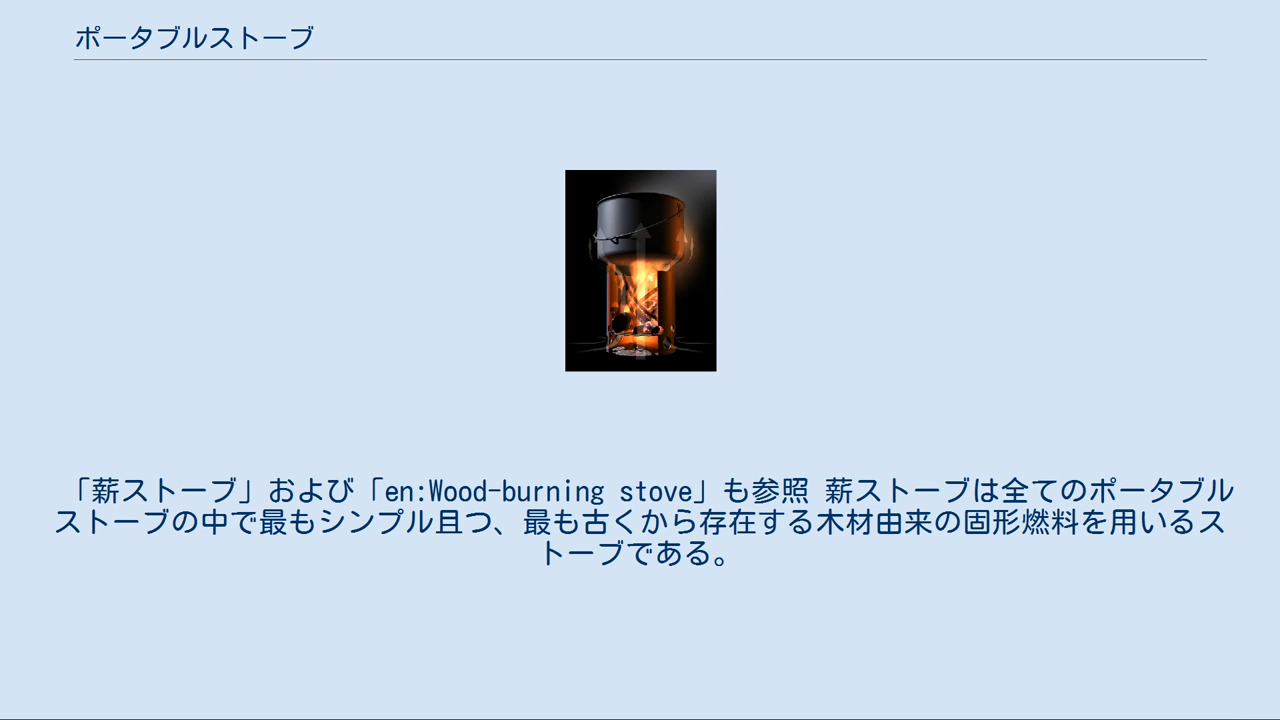 ポータブルストーブ
「薪ストーブ」および「en:Wood-burning stove」も参照 薪ストーブは全てのポータブル
ストーブの中で最もシンプル且つ、最も古くから存在する木材由来の固形燃料を用いるス
トーブである。